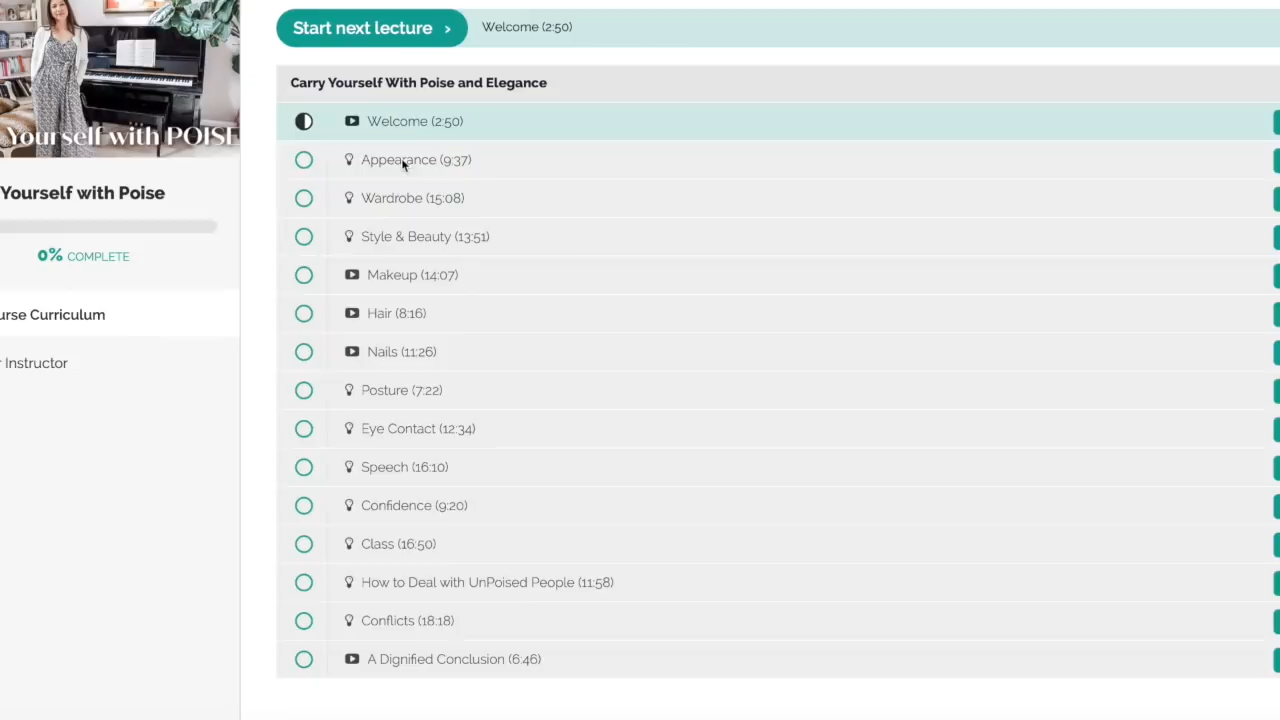 Yourself with POISE
Yourself with Poise
0% COMPLETE
urse Curriculum
r Instructor
Start next lecture ›
Welcome (2:50)
Carry Yourself With Poise and Elegance
Welcome (2:50)
Appearance (9:37)
Wardrobe (15:08)
Style & Beauty (13:51)
Makeup (14:07)
Hair (8:16)
Nails (11:26)
Posture (7:22)
Eye Contact (12:34)
Speech (16:10)
Confidence (9:20)
Class (16:50)
How to Deal with UnPoised People (11:58)
Conflicts (18:18)
A Dignified Conclusion (6:46)